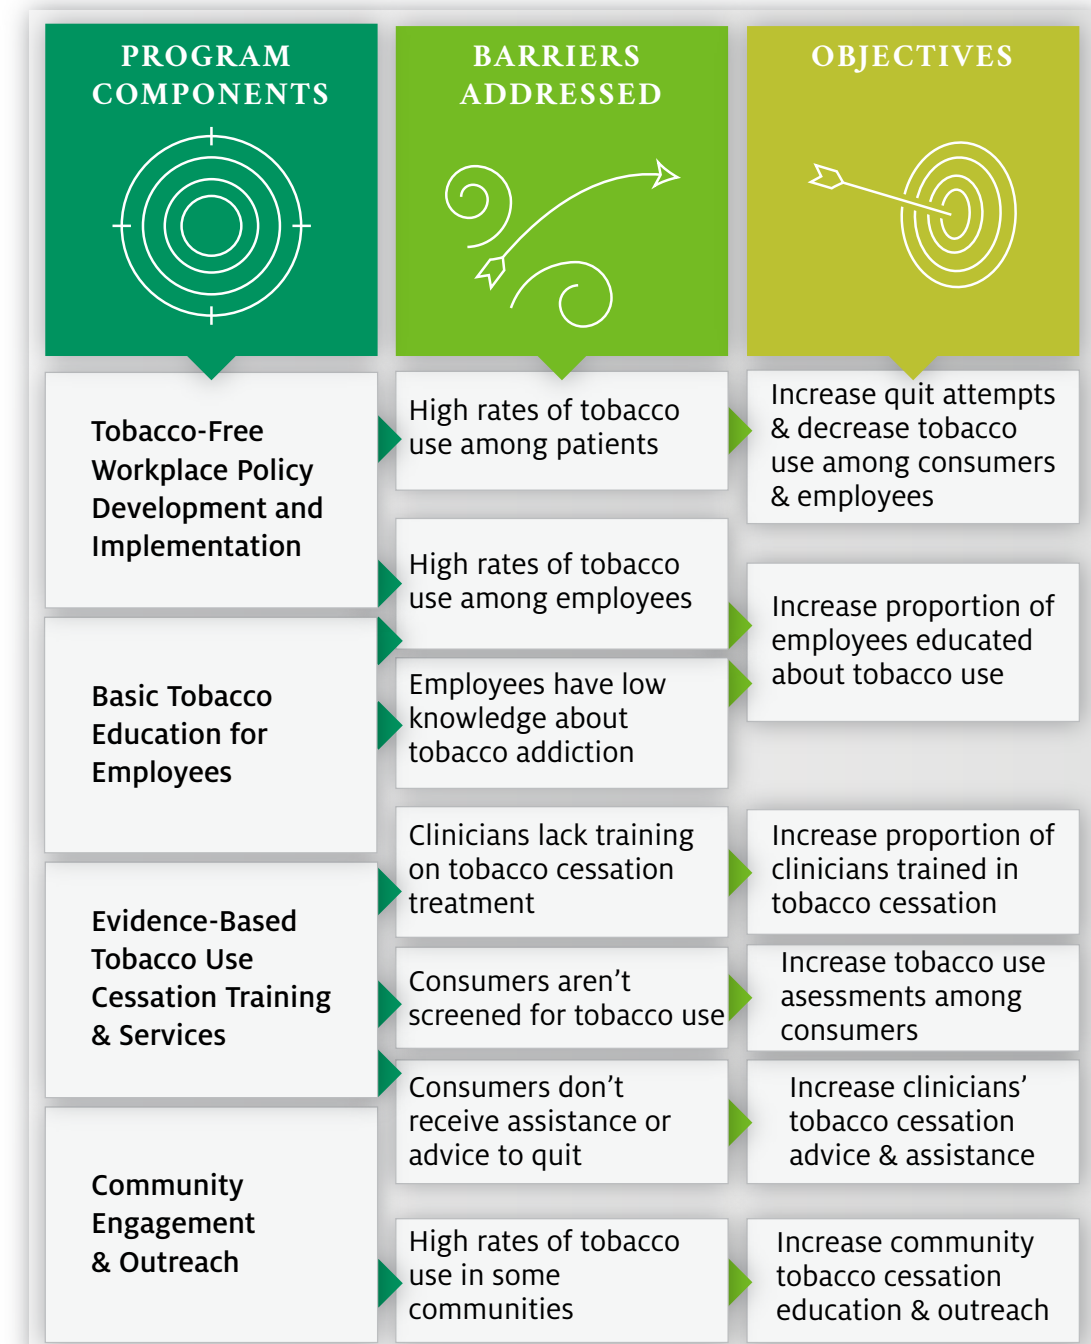 PROGRAM
COMPONENTS
BARRIERS
ADDRESSED
OBJECTIVES
Tobacco-Free
Workplace Policy
Development and
Implementation
Basic Tobacco
Education for
Employees
Evidence-Based
Tobacco Use
Cessation Training
& Services
Community
Engagement
& Outreach
High rates of tobacco
use among patients
High rates of tobacco
use among employees
Employees have low
knowledge about
tobacco addiction
Clinicians lack training
on tobacco cessation
treatment
Consumers aren’t
screened for tobacco use
Consumers don’t
receive assistance or
advice to quit
High rates of tobacco
use in some
communities
Increase quit attempts
& decrease tobacco
use among consumers
& employees
Increase proportion of
employees educated
about tobacco use
Increase proportion of
clinicians trained in
tobacco cessation
Increase tobacco use
asessments among
consumers
Increase clinicians’
tobacco cessation
advice & assistance
Increase community
tobacco cessation
education & outreach